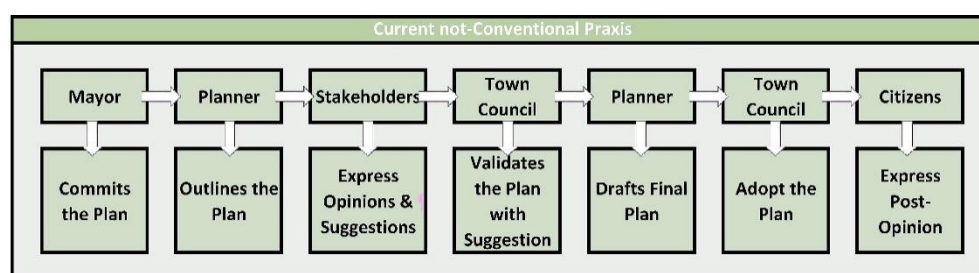 Current not-Conventional Praxis
Mayor
Planner
Stakeholders
Town
Council
Planner
Town
Council
Citizens
Commits
the Plan
Outlines the
Plan
Express
Opinions &
Suggestions
Validates
the Plan
with
Suggestion
Drafts Final
Plan
Adopt the
Plan
Express
Post-
Opinion